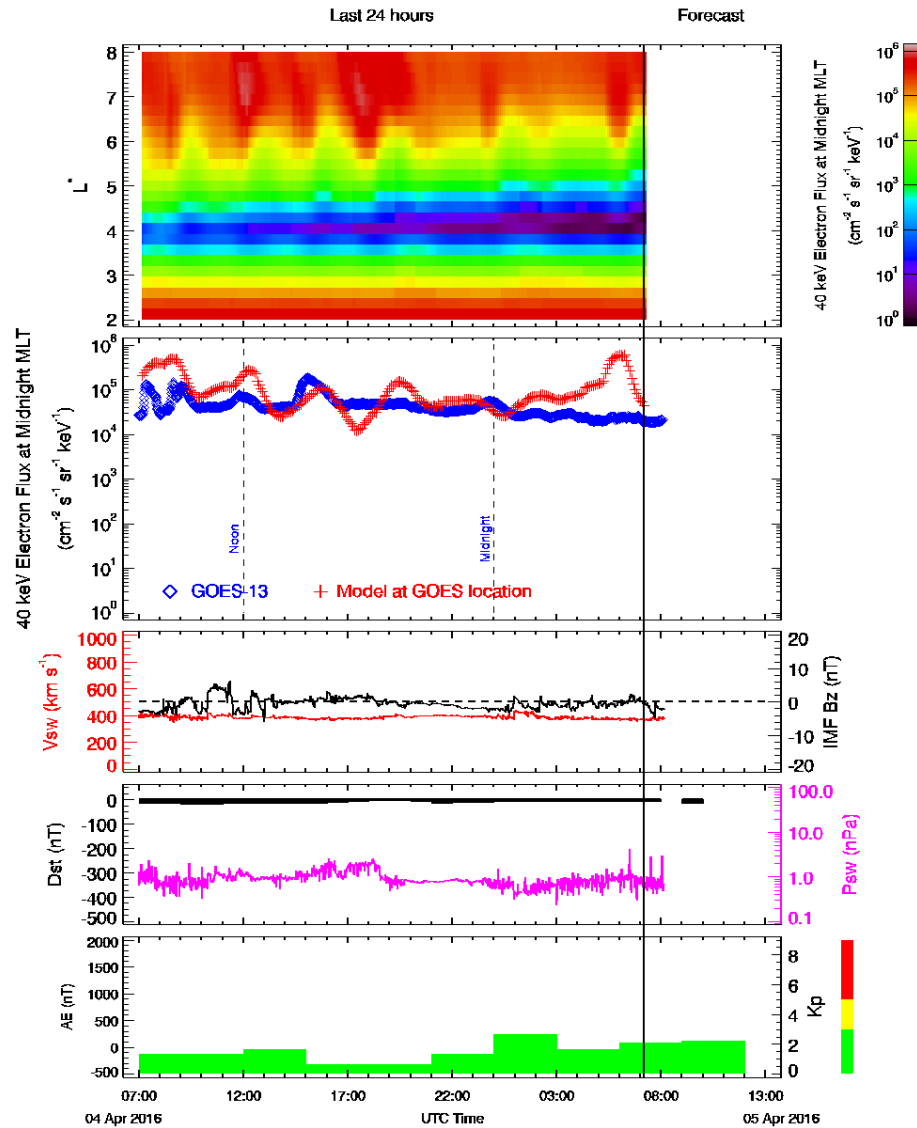 Last 24 hours
Forecast
8
7
6
5
4
3
2
L*
40 keV Electron Flux at Midnight MLT
(cm⁻² s⁻¹ sr⁻¹ keV⁻¹)
10⁶
10⁵
10⁴
10³
10²
10¹
10⁰
40 keV Electron Flux at Midnight MLT
(cm⁻² s⁻¹ sr⁻¹ keV⁻¹)
10⁶
10⁵
10⁴
10³
10²
10¹
10⁰
Noon
Midnight
GOES-13
Model at GOES location
Vsw (km s⁻¹)
1000
800
600
400
200
0
20
10
0
-10
-20
IMF Bz (nT)
Dst (nT)
0
-100
-200
-300
-400
-500
100.0
10.0
1.0
0.1
Psw (nPa)
AE (nT)
2000
1500
1000
500
0
-500
8
6
4
2
0
Kp
07:00 12:00 17:00 22:00 03:00 08:00 13:00
04 Apr 2016 UTC Time 05 Apr 2016